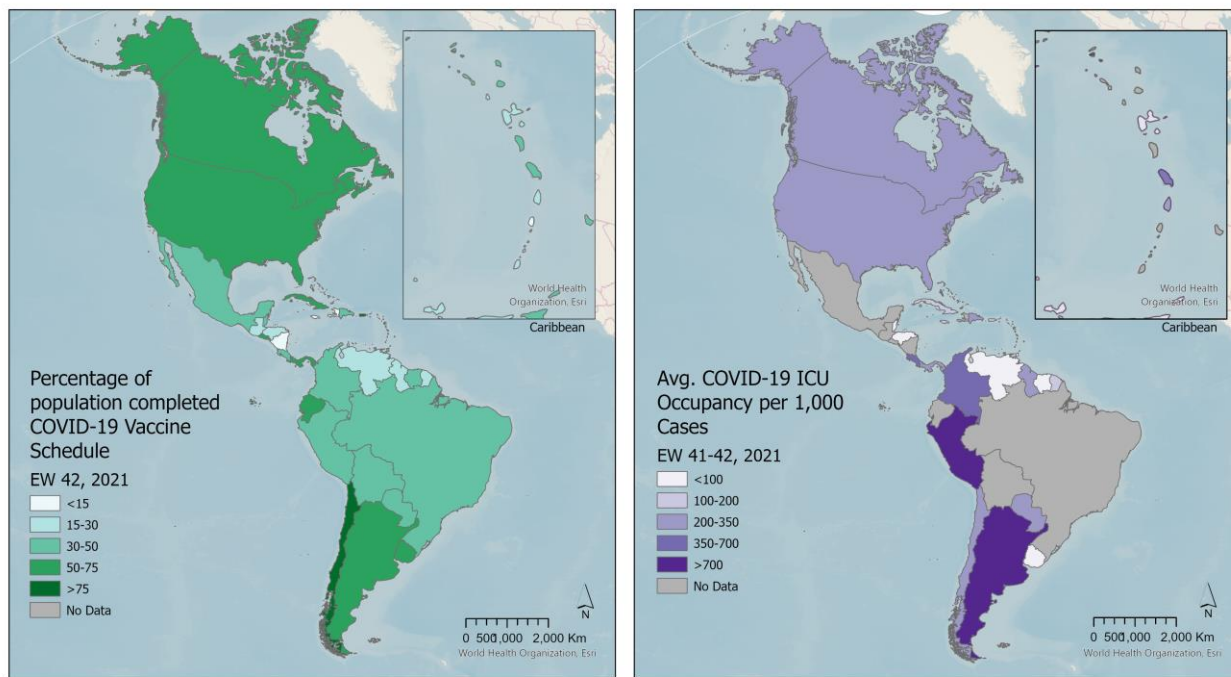 World Health
Organization, Esri
Caribbean
Percentage of
population completed
COVID-19 Vaccine
Schedule
EW 42, 2021
<15
15-30
30-50
50-75
>75
No Data
N
0 500 1,000 2,000 Km
World Health Organization, Esri
World Health
Organization, Esri
Caribbean
Avg. COVID-19 ICU
Occupancy per 1,000
Cases
EW 41-42, 2021
<100
100-200
200-350
350-700
>700
No Data
N
0 500 1,000 2,000 Km
World Health Organization, Esri